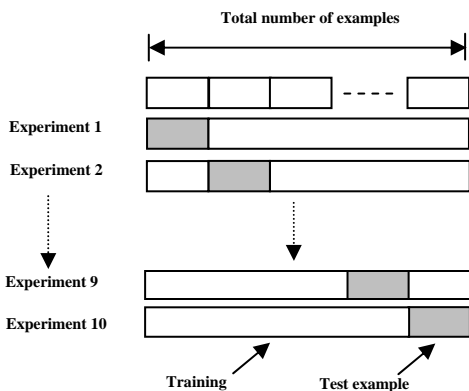 Total number of examples
Experiment 1
Experiment 2
Experiment 9
Experiment 10
Training
Test example